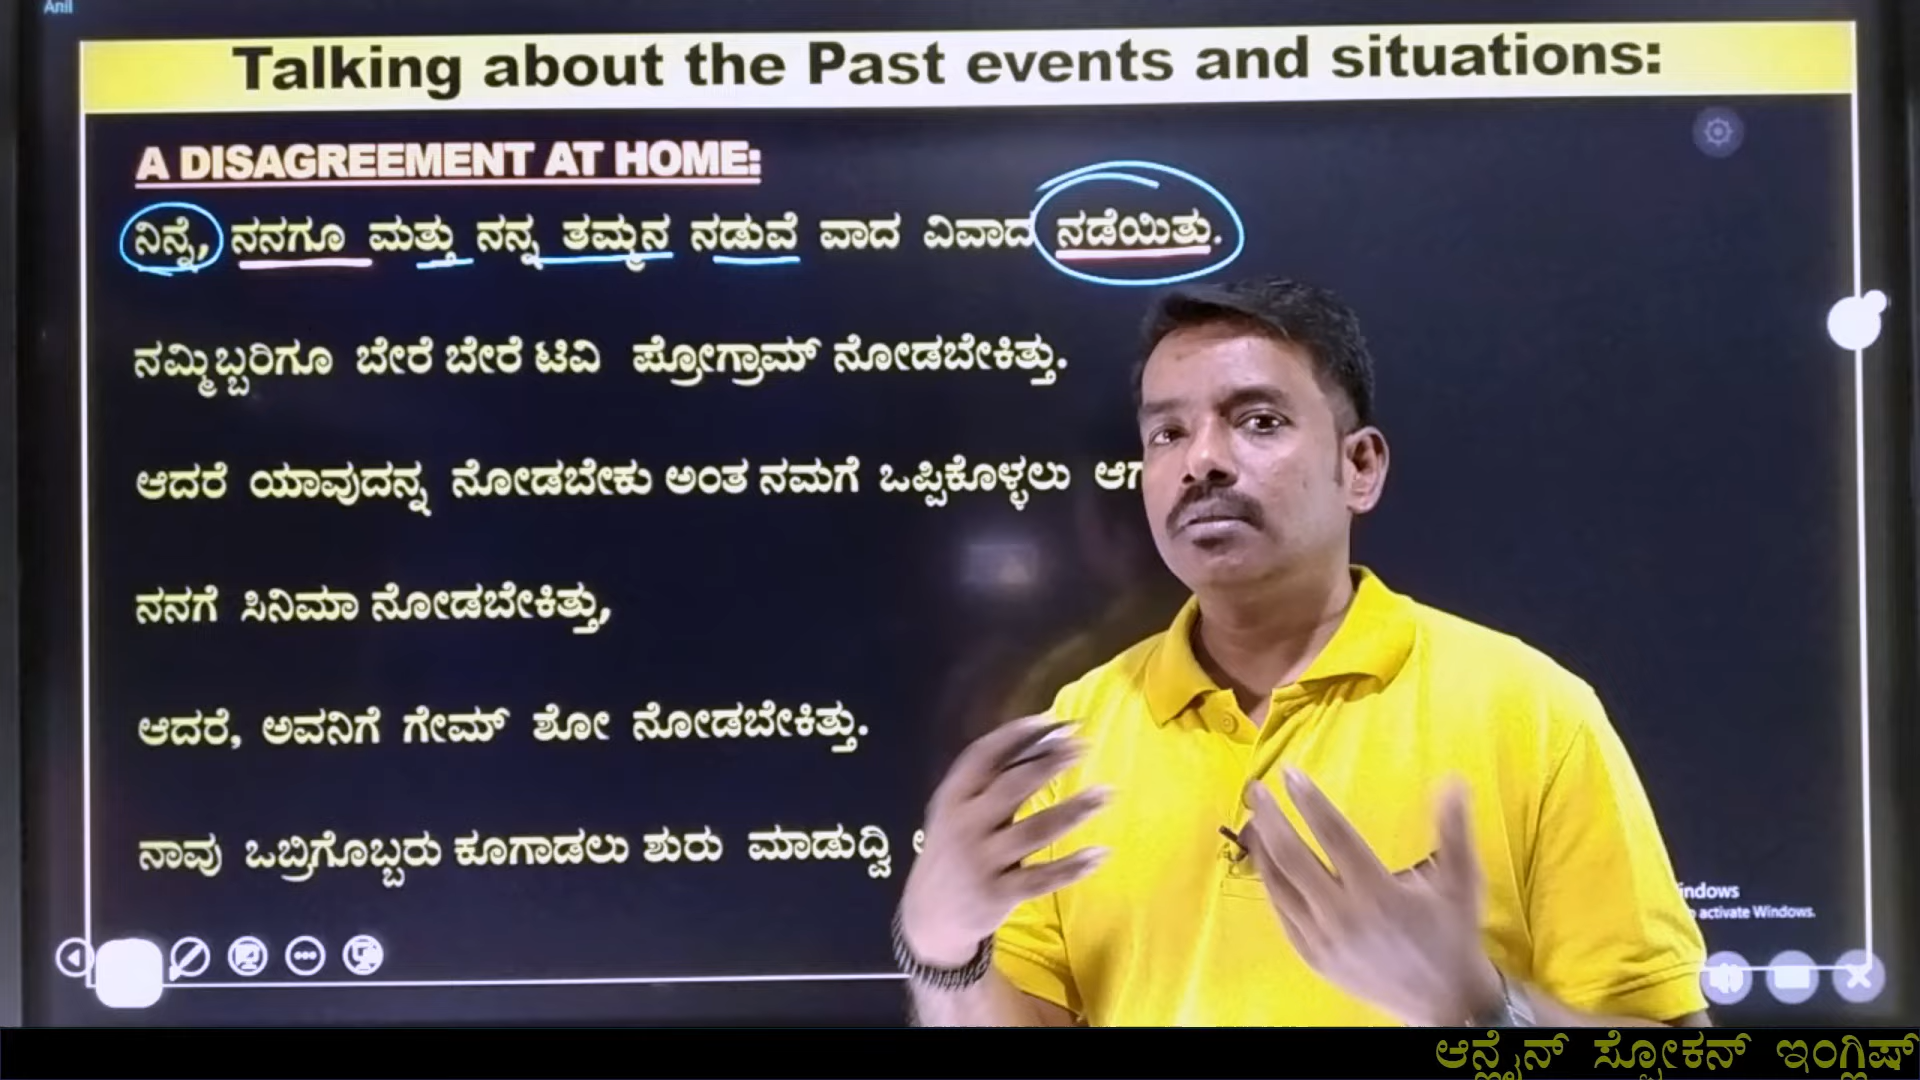 Anil
Talking about the Past events and situations:
A DISAGREEMENT AT HOME:
ನಿನ್ನೆ, ನನಗೂ ಮತ್ತು ನನ್ನ ತಮ್ಮನ ನಡುವೆ ವಾದ ವಿವಾದ ನಡೆಯಿತು.
ನಮ್ಮಿಬ್ಬರಿಗೂ ಬೇರೆ ಬೇರೆ ಟಿವಿ ಪ್ರೋಗ್ರಾಮ್ ನೋಡಬೇಕಿತ್ತು.
ಆದರೆ ಯಾವುದನ್ನ ನೋಡಬೇಕು ಅಂತ ನಮಗೆ ಒಪ್ಪಿಕೊಳ್ಳಲು
ನನಗೆ ಸಿನಿಮಾ ನೋಡಬೇಕಿತ್ತು,
ಆದರೆ, ಅವನಿಗೆ ಗೇಮ್ ಶೋ ನೋಡಬೇಕಿತ್ತು.
ನಾವು ಒಬ್ರಿಗೊಬ್ಬರು ಕೂಗಾಡಲು ಶುರು ಮಾಡುದ್ವಿ
activate Windows.
ಆನ್ಲೈನ್ ಸ್ಪೋಕನ್ ಇಂಗ್ಲಿಷ್